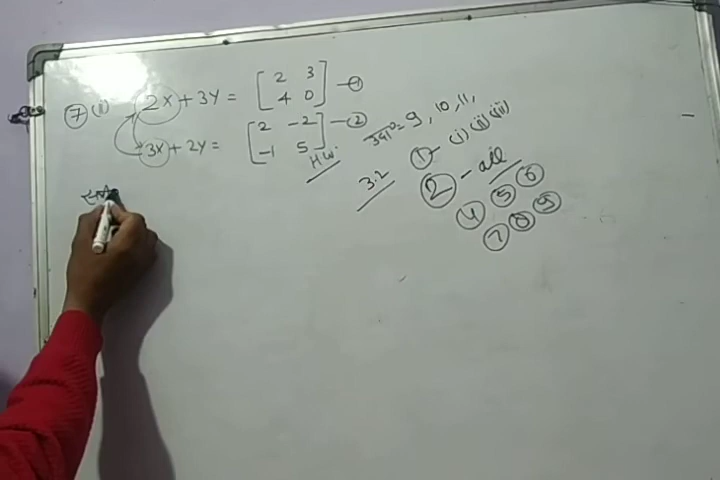 7 (ii) 2X + 3Y = [ 2 3
4 0 ] — 1
3X + 2Y = [ 2 -2
-1 5 ] — 2
H.W.
उदा० = 9, 10, 11,
3.2
1 - (i) (ii) (iii)
2 - all
4 5 6
7 8 9